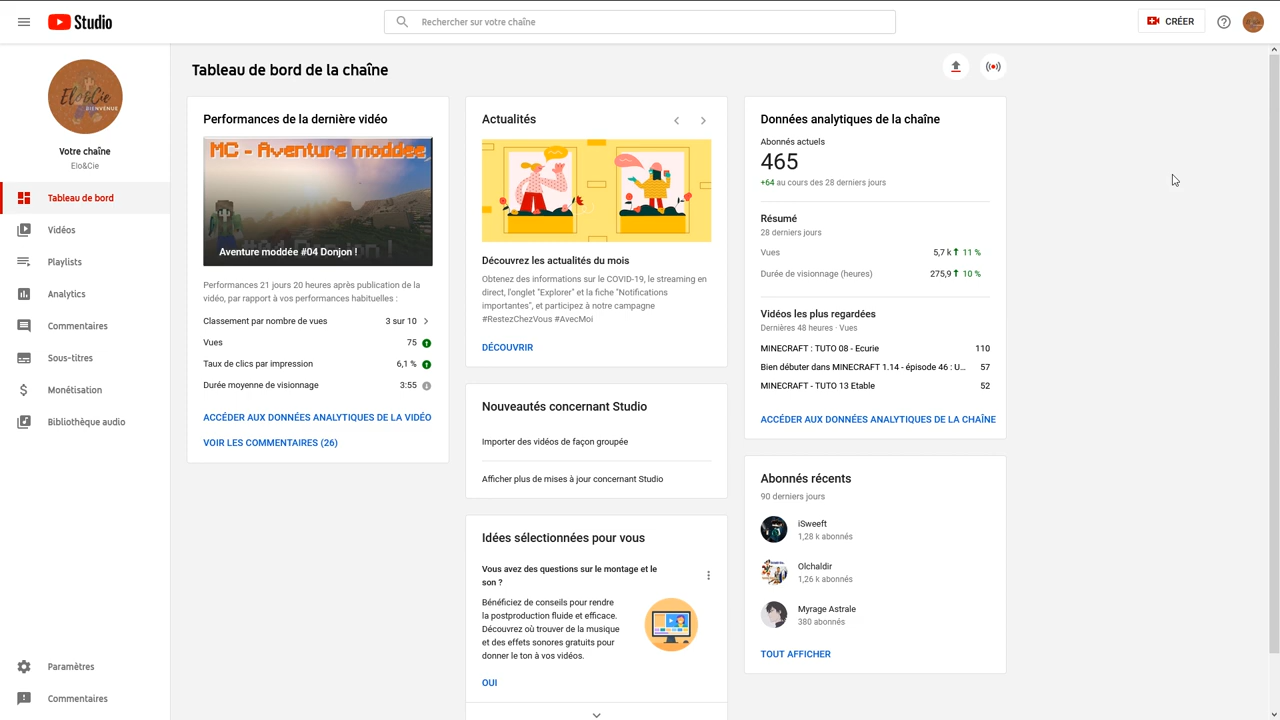 Studio
Rechercher sur votre chaîne
CRÉER
Elo&Cie
BIENVENUE
Votre chaîne
Elo&Cie
Tableau de bord
Vidéos
Playlists
Analytics
Commentaires
Sous-titres
Monétisation
Bibliothèque audio
Paramètres
Commentaires
Tableau de bord de la chaîne
Performances de la dernière vidéo
MC - Aventure moddée
Aventure moddée #04 Donjon !
Performances 21 jours 20 heures après publication de la
vidéo, par rapport à vos performances habituelles :
Classement par nombre de vues 3 sur 10
Vues 75
Taux de clics par impression 6,1 %
Durée moyenne de visionnage 3:55
ACCÉDER AUX DONNÉES ANALYTIQUES DE LA VIDÉO
VOIR LES COMMENTAIRES (26)
Actualités
Découvrez les actualités du mois
Obtenez des informations sur le COVID-19, le streaming en
direct, l'onglet "Explorer" et la fiche "Notifications
importantes", et participez à notre campagne
#RestezChezVous #AvecMoi
DÉCOUVRIR
Nouveautés concernant Studio
Importer des vidéos de façon groupée
Afficher plus de mises à jour concernant Studio
Idées sélectionnées pour vous
Vous avez des questions sur le montage et le
son ?
Bénéficiez de conseils pour rendre
la postproduction fluide et efficace.
Découvrez où trouver de la musique
et des effets sonores gratuits pour
donner le ton à vos vidéos.
OUI
Données analytiques de la chaîne
Abonnés actuels
465
+64 au cours des 28 derniers jours
Résumé
28 derniers jours
Vues 5,7 k 11 %
Durée de visionnage (heures) 275,9 10 %
Vidéos les plus regardées
Dernières 48 heures · Vues
MINECRAFT : TUTO 08 - Ecurie 110
Bien débuter dans MINECRAFT 1.14 - épisode 46 : U... 57
MINECRAFT - TUTO 13 Etable 52
ACCÉDER AUX DONNÉES ANALYTIQUES DE LA CHAÎNE
Abonnés récents
90 derniers jours
iSweeft
1,28 k abonnés
Olchaldir
1,26 k abonnés
Myrage Astrale
380 abonnés
TOUT AFFICHER